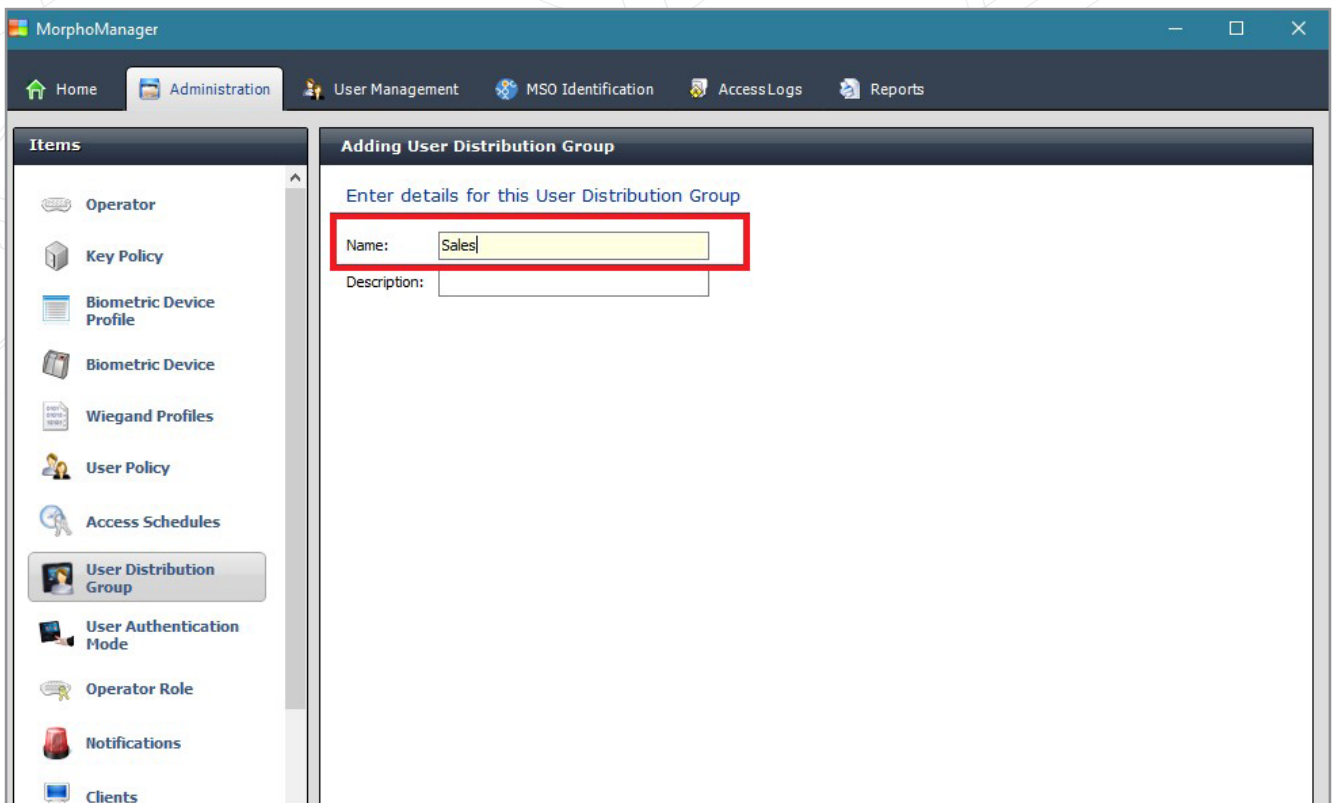 MorphoManager
Home
Administration
User Management
MSO Identification
AccessLogs
Reports
Items
Operator
Key Policy
Biometric Device
Profile
Biometric Device
Wiegand Profiles
User Policy
Access Schedules
User Distribution
Group
User Authentication
Mode
Operator Role
Notifications
Clients
Adding User Distribution Group
Enter details for this User Distribution Group
Name: Sales
Description: